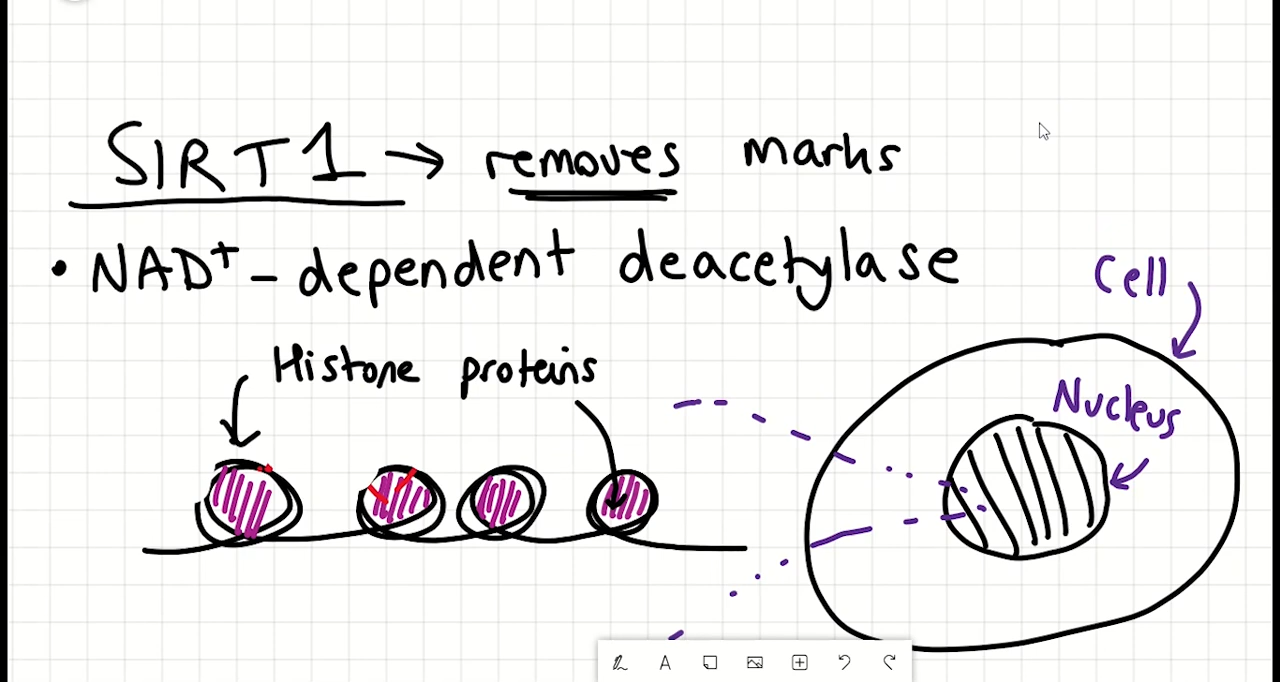 SIRT1 → removes marks
• NAD⁺ - dependent deacetylase
Cell
Histone proteins
Nucleus
A